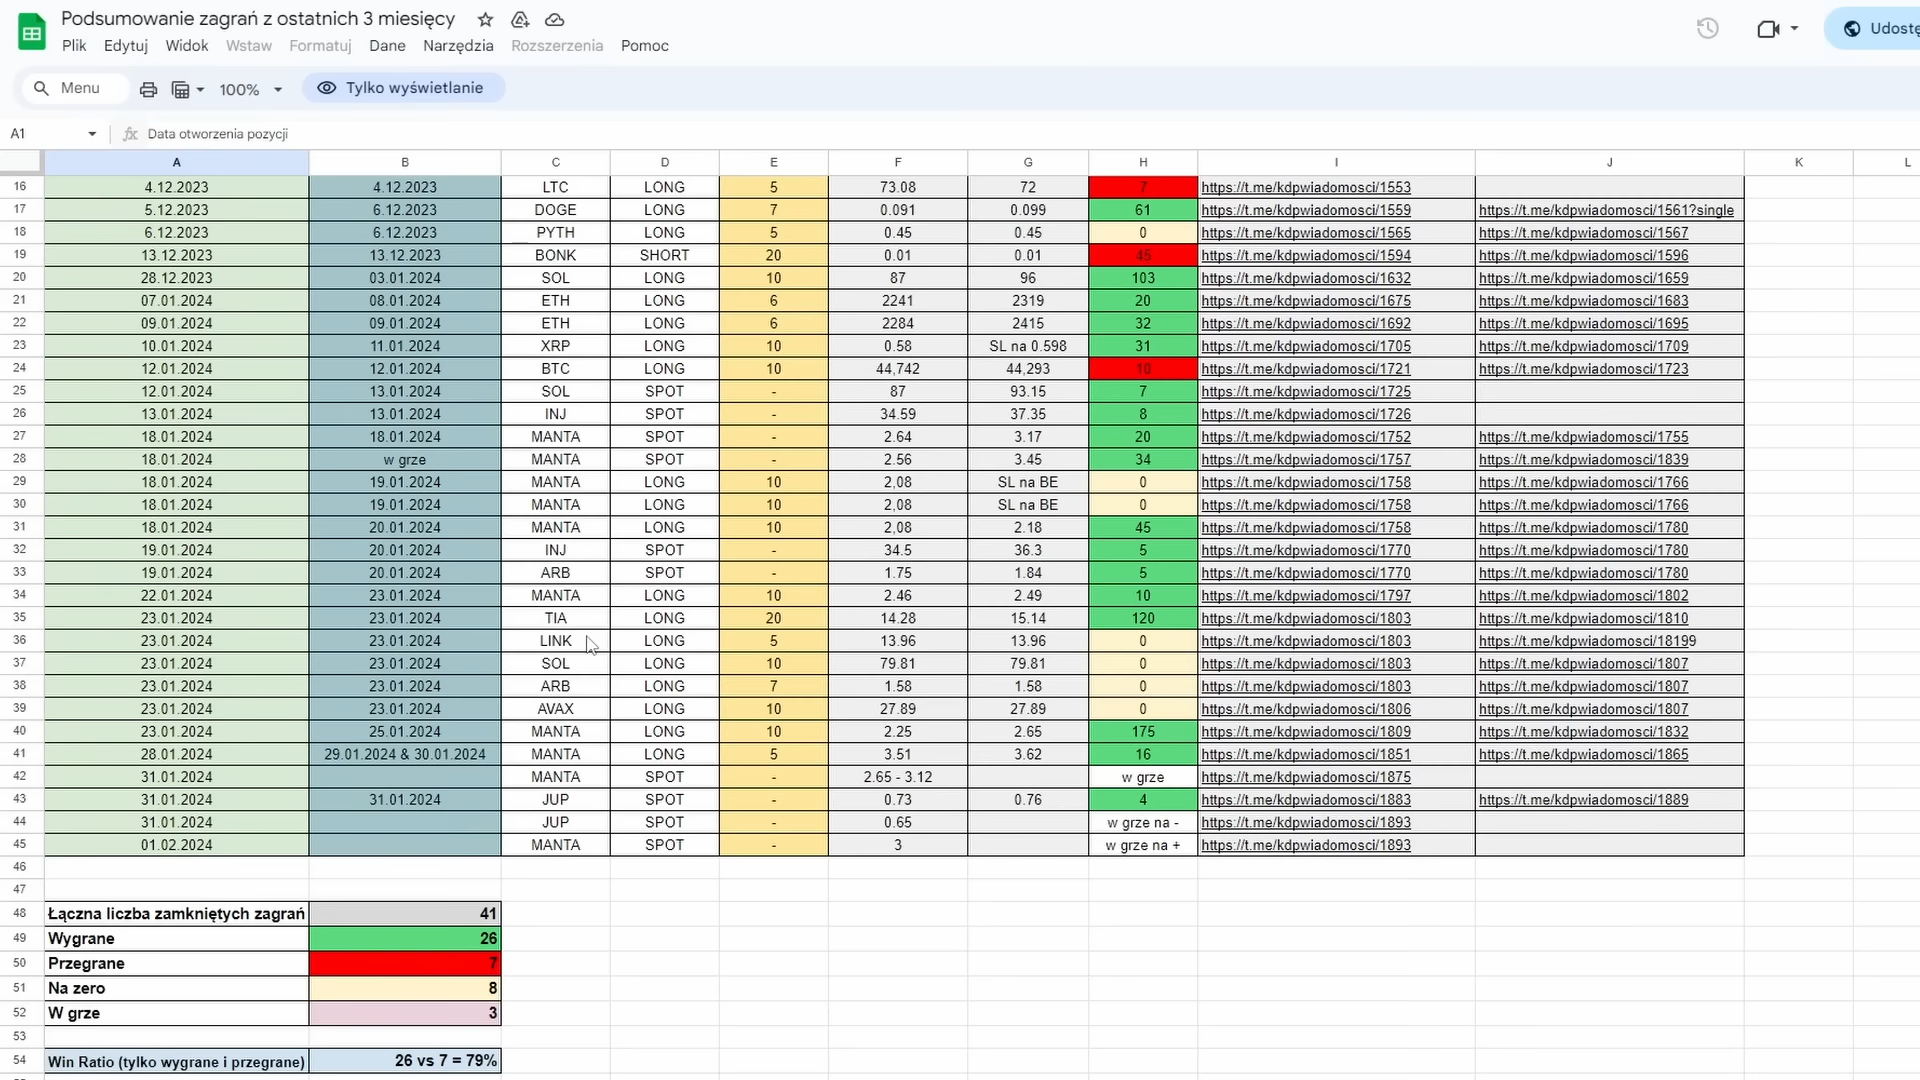 Podsumowanie zagrań z ostatnich 3 miesięcy
Plik Edytuj Widok Wstaw Formatuj Dane Narzędzia Rozszerzenia Pomoc
Udostę
Menu 100% Tylko wyświetlanie
A1 fx Data otworzenia pozycji
A B C D E F G H I J K L
16 4.12.2023 4.12.2023 LTC LONG 5 73.08 72 7 https://t.me/kdpwiadomosci/1553
17 5.12.2023 6.12.2023 DOGE LONG 7 0.091 0.099 61 https://t.me/kdpwiadomosci/1559 https://t.me/kdpwiadomosci/1561?single
18 6.12.2023 6.12.2023 PYTH LONG 5 0.45 0.45 0 https://t.me/kdpwiadomosci/1565 https://t.me/kdpwiadomosci/1567
19 13.12.2023 13.12.2023 BONK SHORT 20 0.01 0.01 45 https://t.me/kdpwiadomosci/1594 https://t.me/kdpwiadomosci/1596
20 28.12.2023 03.01.2024 SOL LONG 10 87 96 103 https://t.me/kdpwiadomosci/1632 https://t.me/kdpwiadomosci/1659
21 07.01.2024 08.01.2024 ETH LONG 6 2241 2319 20 https://t.me/kdpwiadomosci/1675 https://t.me/kdpwiadomosci/1683
22 09.01.2024 09.01.2024 ETH LONG 6 2284 2415 32 https://t.me/kdpwiadomosci/1692 https://t.me/kdpwiadomosci/1695
23 10.01.2024 11.01.2024 XRP LONG 10 0.58 SL na 0.598 31 https://t.me/kdpwiadomosci/1705 https://t.me/kdpwiadomosci/1709
24 12.01.2024 12.01.2024 BTC LONG 10 44,742 44,293 10 https://t.me/kdpwiadomosci/1721 https://t.me/kdpwiadomosci/1723
25 12.01.2024 13.01.2024 SOL SPOT - 87 93.15 7 https://t.me/kdpwiadomosci/1725
26 13.01.2024 13.01.2024 INJ SPOT - 34.59 37.35 8 https://t.me/kdpwiadomosci/1726
27 18.01.2024 18.01.2024 MANTA SPOT - 2.64 3.17 20 https://t.me/kdpwiadomosci/1752 https://t.me/kdpwiadomosci/1755
28 18.01.2024 w grze MANTA SPOT - 2.56 3.45 34 https://t.me/kdpwiadomosci/1757 https://t.me/kdpwiadomosci/1839
29 18.01.2024 19.01.2024 MANTA LONG 10 2,08 SL na BE 0 https://t.me/kdpwiadomosci/1758 https://t.me/kdpwiadomosci/1766
30 18.01.2024 19.01.2024 MANTA LONG 10 2,08 SL na BE 0 https://t.me/kdpwiadomosci/1758 https://t.me/kdpwiadomosci/1766
31 18.01.2024 20.01.2024 MANTA LONG 10 2,08 2.18 45 https://t.me/kdpwiadomosci/1758 https://t.me/kdpwiadomosci/1780
32 19.01.2024 20.01.2024 INJ SPOT - 34.5 36.3 5 https://t.me/kdpwiadomosci/1770 https://t.me/kdpwiadomosci/1780
33 19.01.2024 20.01.2024 ARB SPOT - 1.75 1.84 5 https://t.me/kdpwiadomosci/1770 https://t.me/kdpwiadomosci/1780
34 22.01.2024 23.01.2024 MANTA LONG 10 2.46 2.49 10 https://t.me/kdpwiadomosci/1797 https://t.me/kdpwiadomosci/1802
35 23.01.2024 23.01.2024 TIA LONG 20 14.28 15.14 120 https://t.me/kdpwiadomosci/1803 https://t.me/kdpwiadomosci/1810
36 23.01.2024 23.01.2024 LINK LONG 5 13.96 13.96 0 https://t.me/kdpwiadomosci/1803 https://t.me/kdpwiadomosci/18199
37 23.01.2024 23.01.2024 SOL LONG 10 79.81 79.81 0 https://t.me/kdpwiadomosci/1803 https://t.me/kdpwiadomosci/1807
38 23.01.2024 23.01.2024 ARB LONG 7 1.58 1.58 0 https://t.me/kdpwiadomosci/1803 https://t.me/kdpwiadomosci/1807
39 23.01.2024 23.01.2024 AVAX LONG 10 27.89 27.89 0 https://t.me/kdpwiadomosci/1806 https://t.me/kdpwiadomosci/1807
40 23.01.2024 25.01.2024 MANTA LONG 10 2.25 2.65 175 https://t.me/kdpwiadomosci/1809 https://t.me/kdpwiadomosci/1832
41 28.01.2024 29.01.2024 & 30.01.2024 MANTA LONG 5 3.51 3.62 16 https://t.me/kdpwiadomosci/1851 https://t.me/kdpwiadomosci/1865
42 31.01.2024 MANTA SPOT - 2.65 - 3.12 w grze https://t.me/kdpwiadomosci/1875
43 31.01.2024 31.01.2024 JUP SPOT - 0.73 0.76 4 https://t.me/kdpwiadomosci/1883 https://t.me/kdpwiadomosci/1889
44 31.01.2024 JUP SPOT - 0.65 w grze na - https://t.me/kdpwiadomosci/1893
45 01.02.2024 MANTA SPOT - 3 w grze na + https://t.me/kdpwiadomosci/1893
46
47
48 Łączna liczba zamkniętych zagrań 41
49 Wygrane 26
50 Przegrane 7
51 Na zero 8
52 W grze 3
53
54 Win Ratio (tylko wygrane i przegrane) 26 vs 7 = 79%